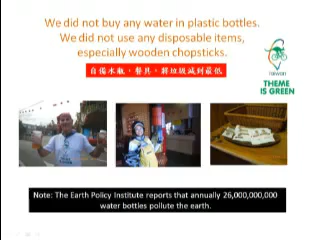 We did not buy any water in plastic bottles.
We did not use any disposable items,
especially wooden chopsticks.
自備水瓶，餐具，將垃圾減到最低
Taiwan
THEME
IS GREEN
Note: The Earth Policy Institute reports that annually 26,000,000,000
water bottles pollute the earth.